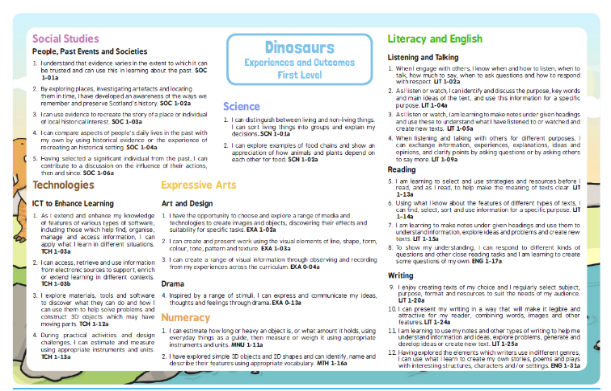 Social Studies
People, Past Events and Societies
1. I understand that evidence varies in the extent to which it can
be trusted and can use this in learning about the past. SOC
1-01a
2. By exploring places, investigating artefacts and locating
them in time, I have developed an awareness of the ways we
remember and preserve Scotland's history. SOC 1-02a
3. I can use evidence to recreate the story of a place or individual
of local historical interest. SOC 1-03a
4. I can compare aspects of people's daily lives in the past with
my own by using historical evidence or the experience of
recreating an historical setting. SOC 1-04a
5. Having selected a significant individual from the past, I can
contribute to a discussion on the influence of their actions,
then and since. SOC 1-06a
Technologies
ICT to Enhance Learning
1. As I extend and enhance my knowledge
of features of various types of software,
including those which help find, organise,
manage and access information, I can
apply what I learn in different situations.
TCH 1-03a
2. I can access, retrieve and use information
from electronic sources to support, enrich
or extend learning in different contexts.
TCH 1-03b
3. I explore materials, tools and software
to discover what they can do and how I
can use them to help solve problems and
construct 3D objects which may have
moving parts. TCH 1-12a
4. During practical activities and design
challenges, I can estimate and measure
using appropriate instruments and units.
TCH 1-13a
Dinosaurs
Experiences and Outcomes
First Level
Science
1. I can distinguish between living and non-living things.
I can sort living things into groups and explain my
decisions. SCN 1-01a
2. I can explore examples of food chains and show an
appreciation of how animals and plants depend on
each other for food. SCN 1-02a
Expressive Arts
Art and Design
1. I have the opportunity to choose and explore a range of media and
technologies to create images and objects, discovering their effects and
suitability for specific tasks. EXA 1-02a
2. I can create and present work using the visual elements of line, shape, form,
colour, tone, pattern and texture. EXA 1-03a
3. I can create a range of visual information through observing and recording
from my experiences across the curriculum. EXA 0-04a
Drama
4. Inspired by a range of stimuli, I can express and communicate my ideas,
thoughts and feelings through drama. EXA 0-13a
Numeracy
1. I can estimate how long or heavy an object is, or what amount it holds, using
everyday things as a guide, then measure or weigh it using appropriate
instruments and units. MNU 1-11a
2. I have explored simple 3D objects and 2D shapes and can identify, name and
describe their features using appropriate vocabulary. MTH 1-16a
Literacy and English
Listening and Talking
1. When I engage with others, I know when and how to listen, when to
talk, how much to say, when to ask questions and how to respond
with respect. LIT 1-02a
2. As I listen or watch, I can identify and discuss the purpose, key words
and main ideas of the text, and use this information for a specific
purpose. LIT 1-04a
3. As I listen or watch, I am learning to make notes under given headings
and use these to understand what I have listened to or watched and
create new texts. LIT 1-05a
4. When listening and talking with others for different purposes, I
can exchange information, experiences, explanations, ideas and
opinions, and clarify points by asking questions or by asking others
to say more. LIT 1-09a
Reading
5. I am learning to select and use strategies and resources before I
read, and as I read, to help make the meaning of texts clear. LIT
1-13a
6. Using what I know about the features of different types of texts, I
can find, select, sort and use information for a specific purpose. LIT
1-14a
7. I am learning to make notes under given headings and use them to
understand information, explore ideas and problems and create new
texts. LIT 1-15a
8. To show my understanding, I can respond to different kinds of
questions and other close reading tasks and I am learning to create
some questions of my own. ENG 1-17a
Writing
9. I enjoy creating texts of my choice and I regularly select subject,
purpose, format and resources to suit the needs of my audience.
LIT 1-20a
10. I can present my writing in a way that will make it legible and
attractive for my reader, combining words, images and other
features. LIT 1-24a
11. I am learning to use my notes and other types of writing to help me
understand information and ideas, explore problems, generate and
develop ideas or create new text. LIT 1-25a
12. Having explored the elements which writers use in different genres,
I can use what I learn to create my own stories, poems and plays
with interesting structures, characters and/or settings. ENG 1-31a